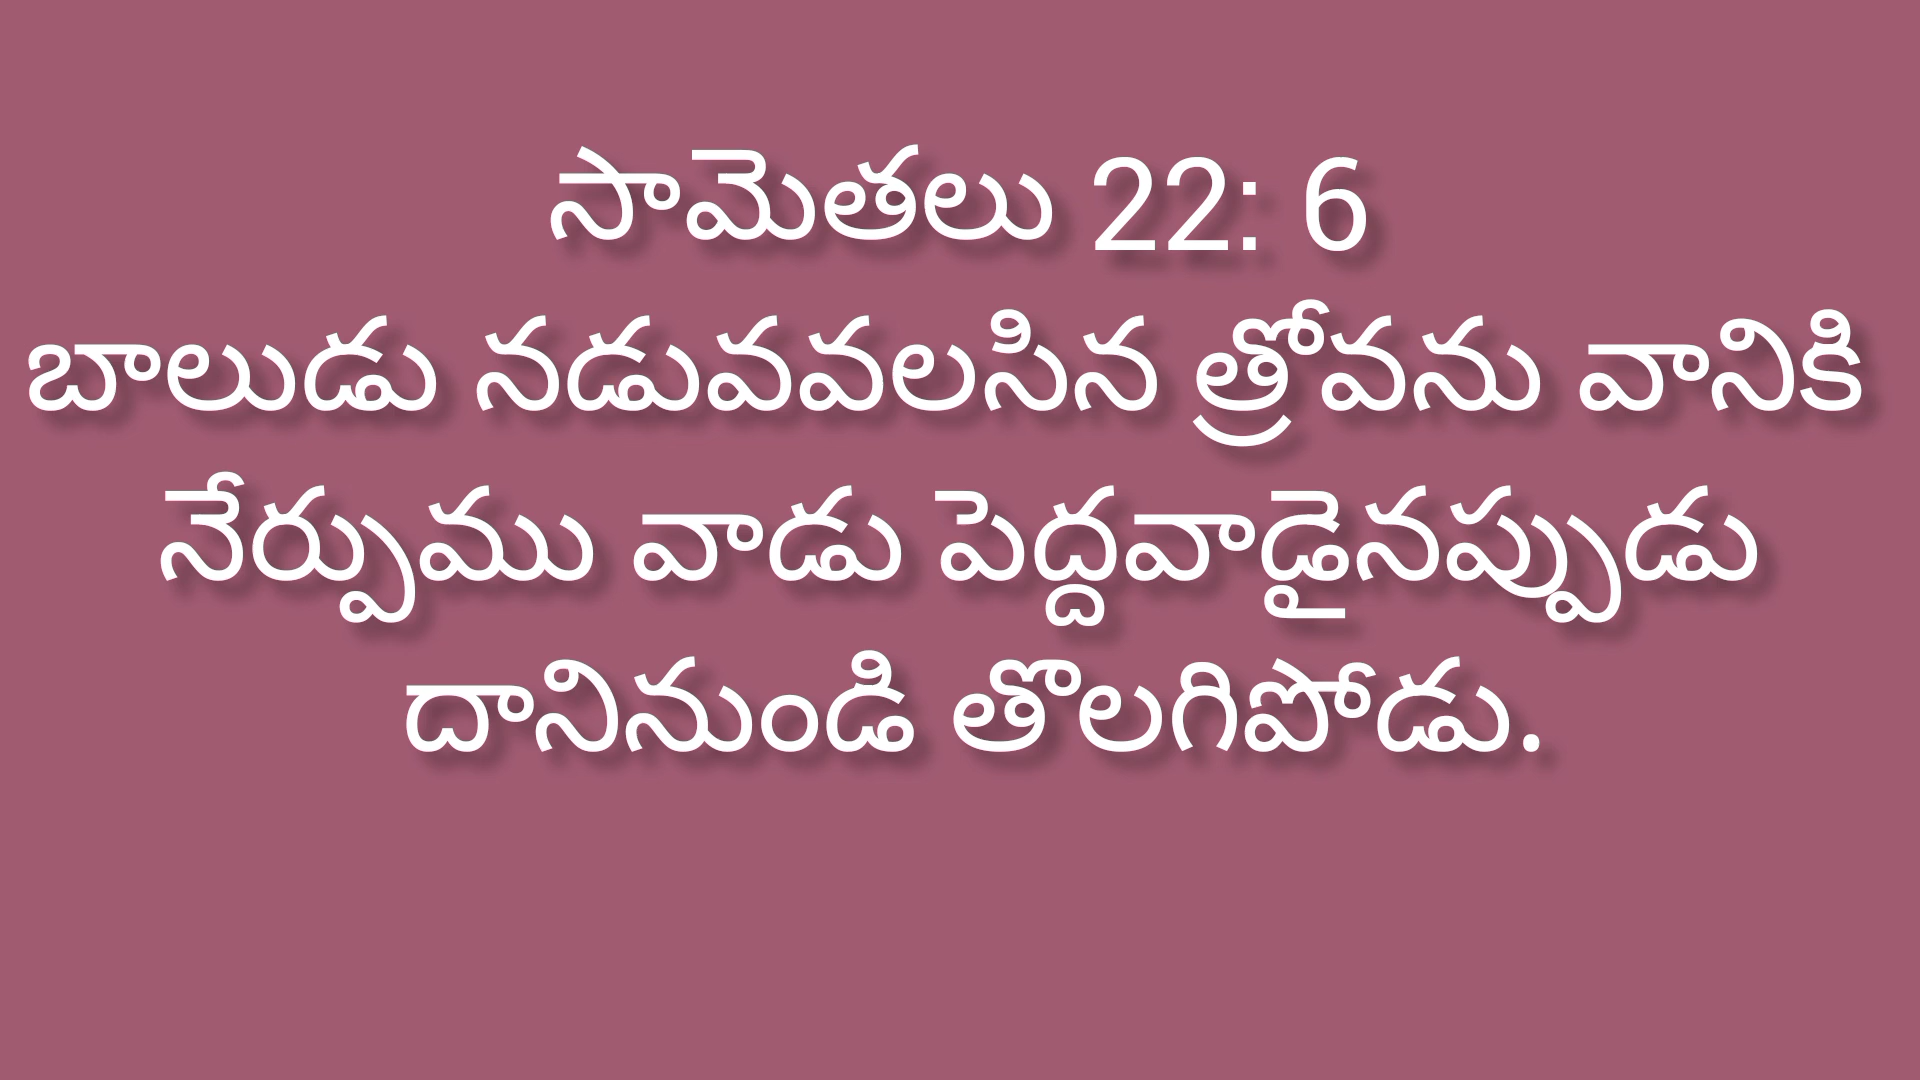 సామెతలు 22: 6
బాలుడు నడువవలసిన త్రోవను వానికి
నేర్పుము వాడు పెద్దవాడైనప్పుడు
దానినుండి తొలగిపోడు.